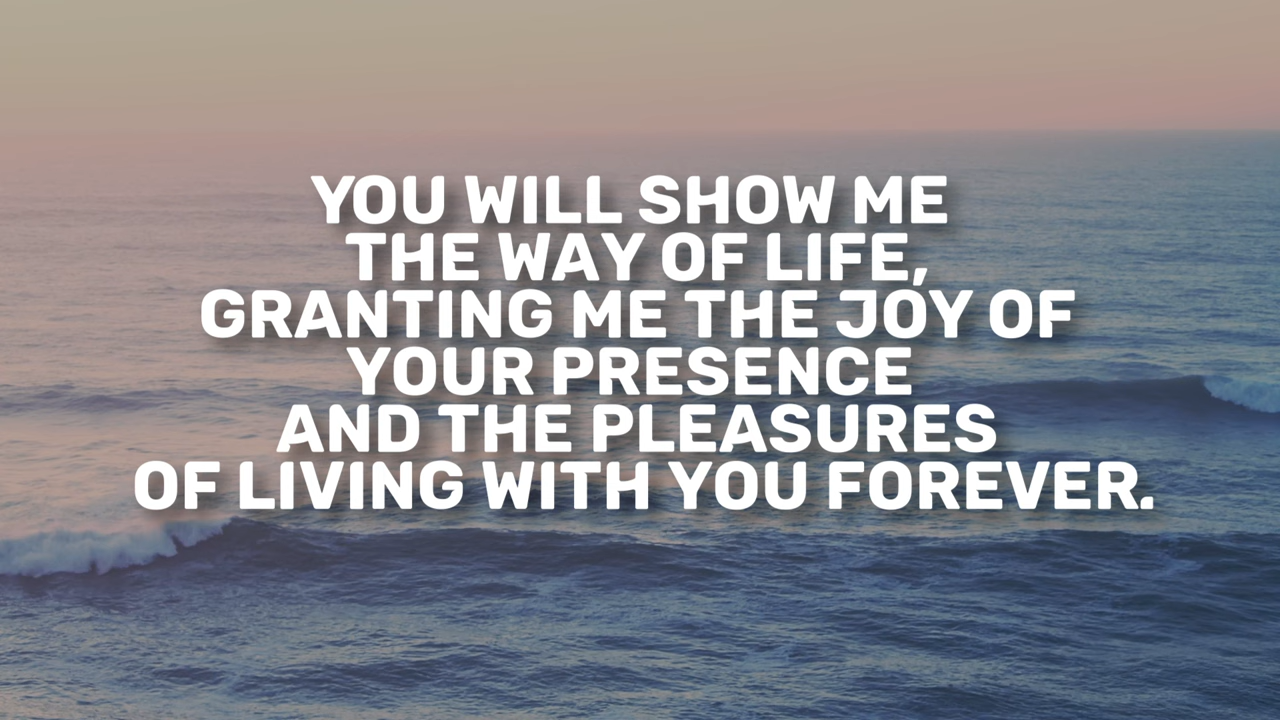 YOU WILL SHOW ME
THE WAY OF LIFE,
GRANTING ME THE JOY OF
YOUR PRESENCE
AND THE PLEASURES
OF LIVING WITH YOU FOREVER.